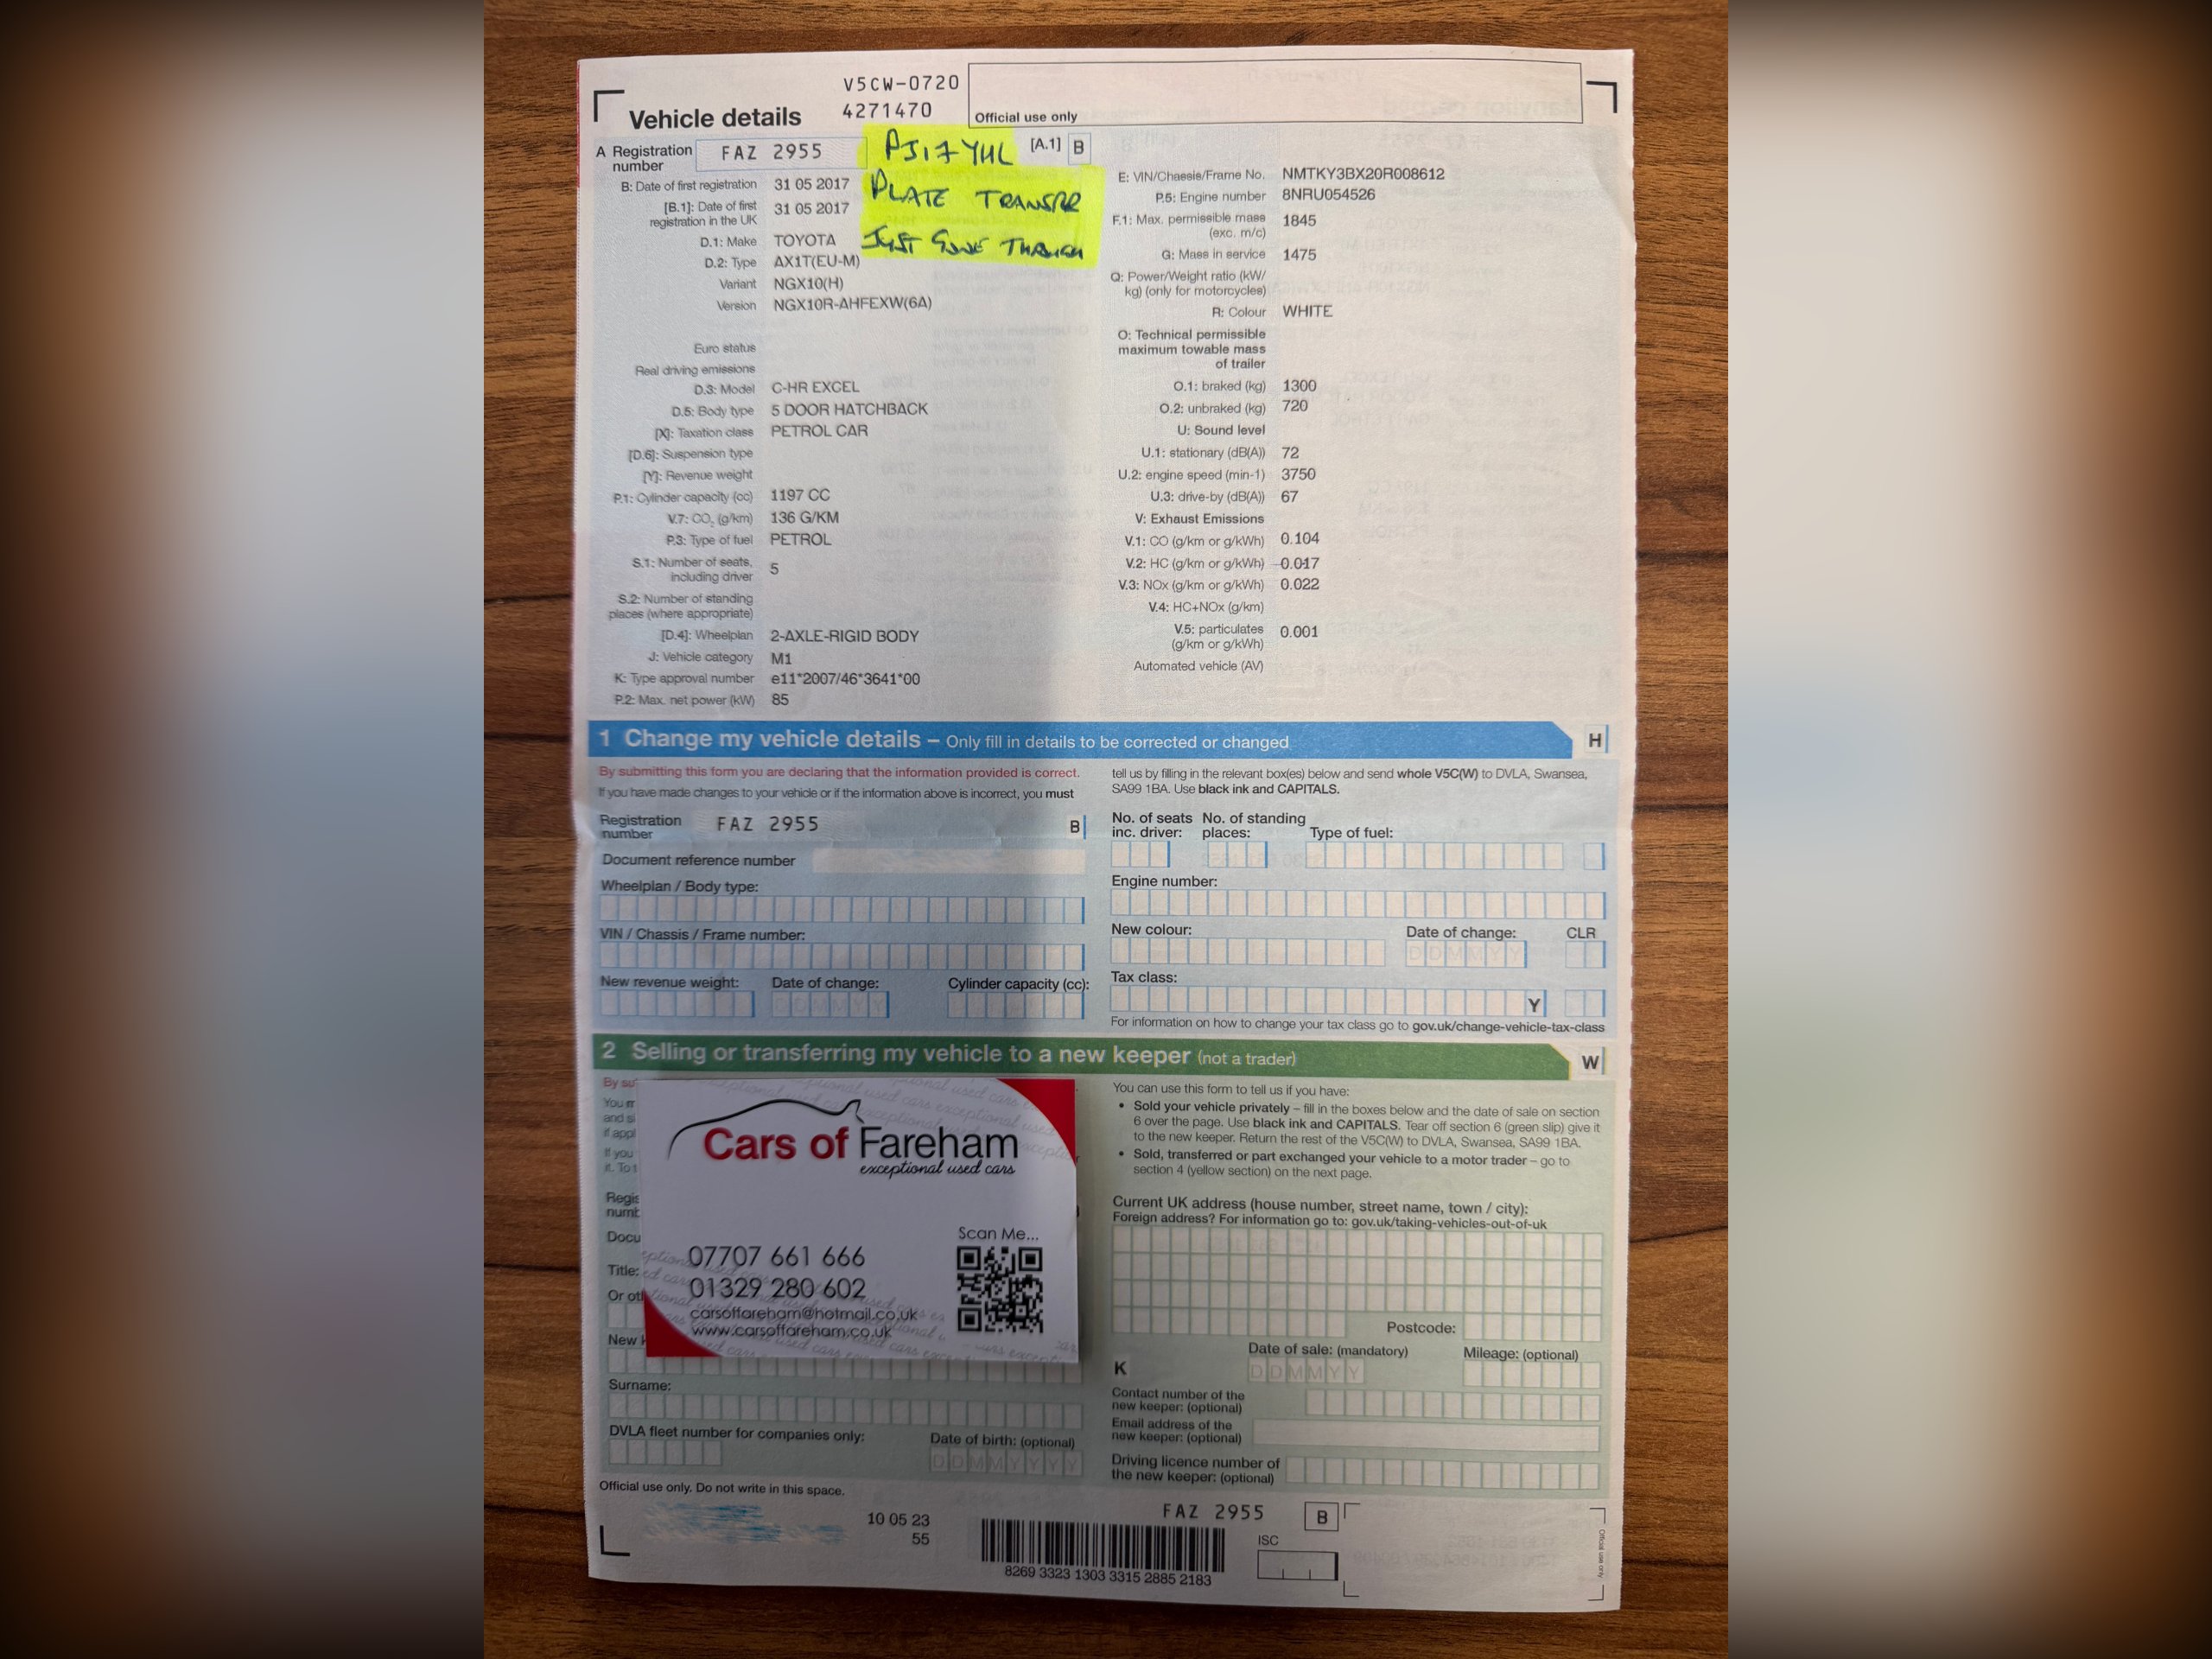 V5CW-0720
Vehicle details 4271470
Official use only
A Registration number FAZ 2955
PJ17 YHL [A.1] B
PLATE TRANSFR
JUST GONE THROUGH
B: Date of first registration 31 05 2017
[B.1]: Date of first registration in the UK 31 05 2017
D.1: Make TOYOTA
D.2: Type AX1T(EU-M)
Variant NGX10(H)
Version NGX10R-AHFEXW(6A)
Euro status
Real driving emissions
D.3: Model C-HR EXCEL
D.5: Body type 5 DOOR HATCHBACK
[X]: Taxation class PETROL CAR
[D.6]: Suspension type
[Y]: Revenue weight
P.1: Cylinder capacity (cc) 1197 CC
V.7: CO₂ (g/km) 136 G/KM
P.3: Type of fuel PETROL
S.1: Number of seats, including driver 5
S.2: Number of standing places (where appropriate)
[D.4]: Wheelplan 2-AXLE-RIGID BODY
J: Vehicle category M1
K: Type approval number e11*2007/46*3641*00
P.2: Max. net power (kW) 85
E: VIN/Chassis/Frame No. NMTKY3BX20R008612
P.5: Engine number 8NRU054526
F.1: Max. permissible mass (exc. m/c) 1845
G: Mass in service 1475
Q: Power/Weight ratio (kW/kg) (only for motorcycles)
R: Colour WHITE
O: Technical permissible maximum towable mass of trailer
O.1: braked (kg) 1300
O.2: unbraked (kg) 720
U: Sound level
U.1: stationary (dB(A)) 72
U.2: engine speed (min-1) 3750
U.3: drive-by (dB(A)) 67
V: Exhaust Emissions
V.1: CO (g/km or g/kWh) 0.104
V.2: HC (g/km or g/kWh) 0.017
V.3: NOx (g/km or g/kWh) 0.022
V.4: HC+NOx (g/km)
V.5: particulates (g/km or g/kWh) 0.001
Automated vehicle (AV)
1 Change my vehicle details – Only fill in details to be corrected or changed H
By submitting this form you are declaring that the information provided is correct.
If you have made changes to your vehicle or if the information above is incorrect, you must
tell us by filling in the relevant box(es) below and send whole V5C(W) to DVLA, Swansea,
SA99 1BA. Use black ink and CAPITALS.
Registration number FAZ 2955 B
Document reference number
Wheelplan / Body type:
VIN / Chassis / Frame number:
New revenue weight: Date of change: Cylinder capacity (cc):
DDMMYY
No. of seats inc. driver: No. of standing places: Type of fuel:
Engine number:
New colour: Date of change: CLR
DDMMYY
Tax class:
Y
For information on how to change your tax class go to gov.uk/change-vehicle-tax-class
2 Selling or transferring my vehicle to a new keeper (not a trader) W
Cars of Fareham
exceptional used cars
Scan Me...
07707 661 666
01329 280 602
carsoffareham@hotmail.co.uk
www.carsoffareham.co.uk
Title:
Surname:
DVLA fleet number for companies only: Date of birth: (optional)
DDMMYYYY
You can use this form to tell us if you have:
• Sold your vehicle privately – fill in the boxes below and the date of sale on section
6 over the page. Use black ink and CAPITALS. Tear off section 6 (green slip) give it
to the new keeper. Return the rest of the V5C(W) to DVLA, Swansea, SA99 1BA.
• Sold, transferred or part exchanged your vehicle to a motor trader – go to
section 4 (yellow section) on the next page.
Current UK address (house number, street name, town / city):
Foreign address? For information go to: gov.uk/taking-vehicles-out-of-uk
Postcode:
K Date of sale: (mandatory) Mileage: (optional)
DDMMYY
Contact number of the new keeper: (optional)
Email address of the new keeper: (optional)
Driving licence number of the new keeper: (optional)
Official use only. Do not write in this space.
10 05 23
55
FAZ 2955 B
ISC
8269 3323 1303 3315 2885 2183
Official use only